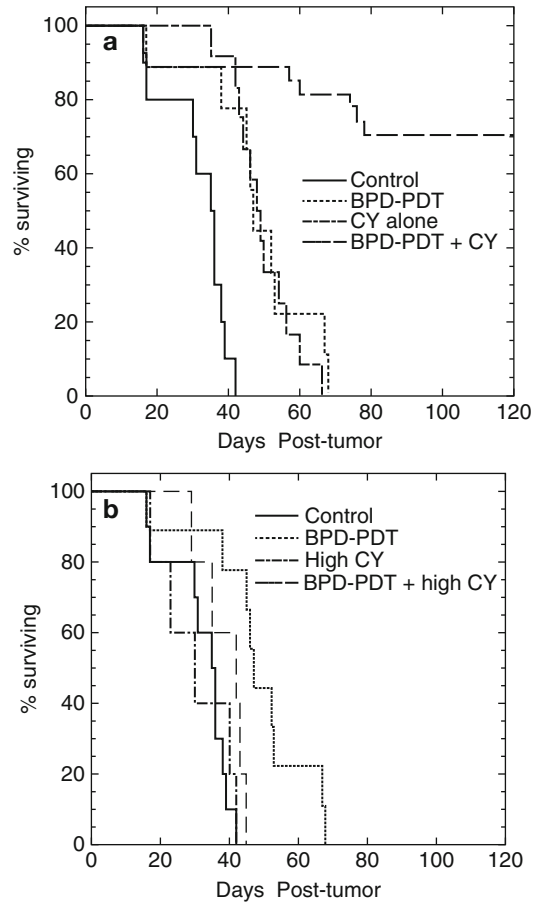 a
100
80
60
40
20
0
% surviving
Control
BPD-PDT
CY alone
BPD-PDT + CY
0 20 40 60 80 100 120
Days Post-tumor
b
100
80
60
40
20
0
% surviving
Control
BPD-PDT
High CY
BPD-PDT + high CY
0 20 40 60 80 100 120
Days Post-tumor